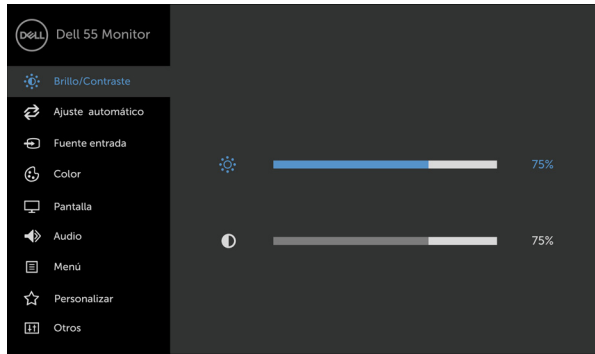 DELL Dell 55 Monitor
Brillo/Contraste
Ajuste automático
Fuente entrada
Color
75%
Pantalla
Audio
75%
Menú
Personalizar
Otros